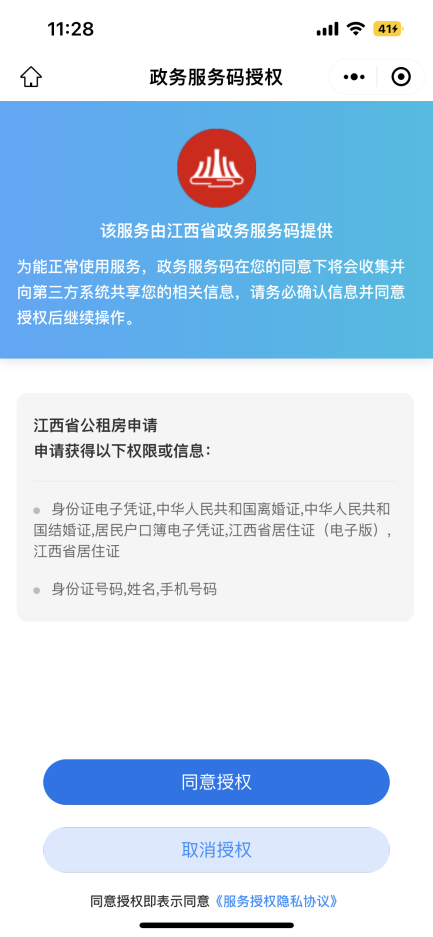 11:28
41
政务服务码授权
该服务由江西省政务服务码提供
为能正常使用服务，政务服务码在您的同意下将会收集并
向第三方系统共享您的相关信息，请务必确认信息并同意
授权后继续操作。
江西省公租房申请
申请获得以下权限或信息：
身份证电子凭证,中华人民共和国离婚证,中华人民共和
国结婚证,居民户口簿电子凭证,江西省居住证（电子版）,
江西省居住证
身份证号码,姓名,手机号码
同意授权
取消授权
同意授权即表示同意《服务授权隐私协议》